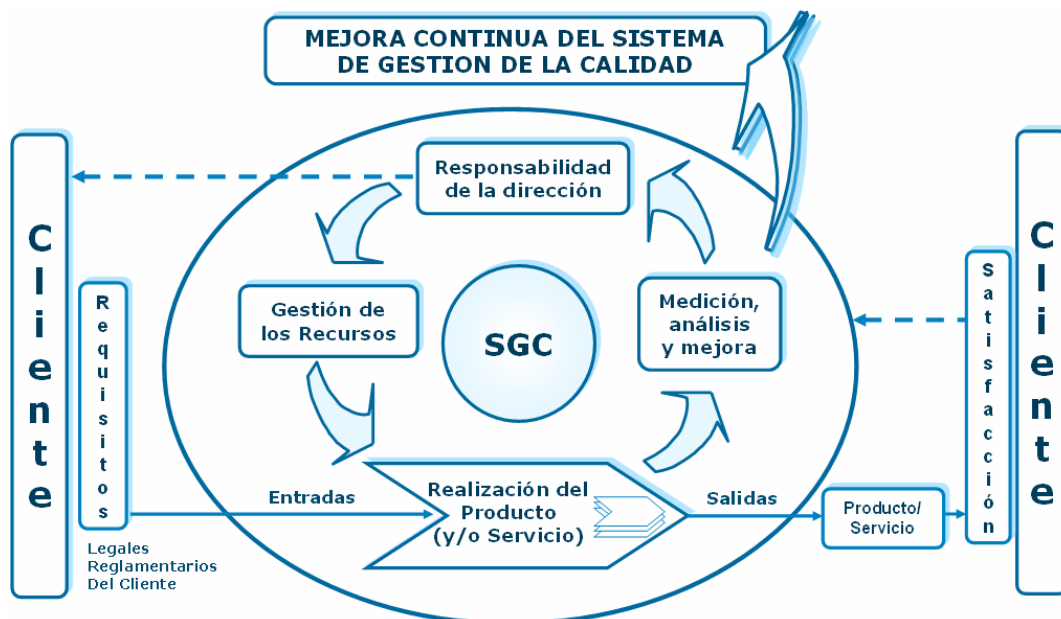 MEJORA CONTINUA DEL SISTEMA
DE GESTION DE LA CALIDAD
Responsabilidad
de la dirección
Cliente
Requisitos
Gestión de
los Recursos
SGC
Medición,
análisis
y mejora
Satisfacción
Cliente
Entradas
Realización del
Producto
(y/o Servicio)
Salidas
Producto/
Servicio
Legales
Reglamentarios
Del Cliente